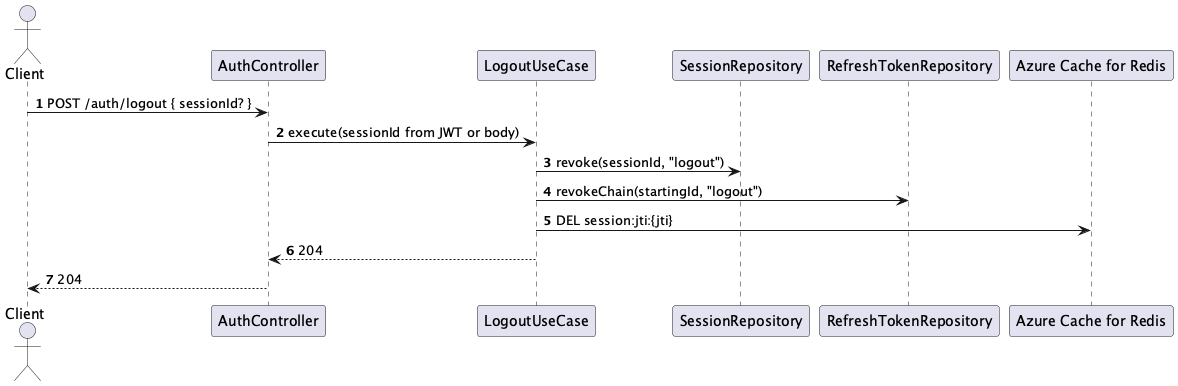 Client
AuthController
LogoutUseCase
SessionRepository
RefreshTokenRepository
Azure Cache for Redis
1 POST /auth/logout { sessionId? }
2 execute(sessionId from JWT or body)
3 revoke(sessionId, "logout")
4 revokeChain(startingId, "logout")
5 DEL session:jti:{jti}
6 204
7 204
Client
AuthController
LogoutUseCase
SessionRepository
RefreshTokenRepository
Azure Cache for Redis